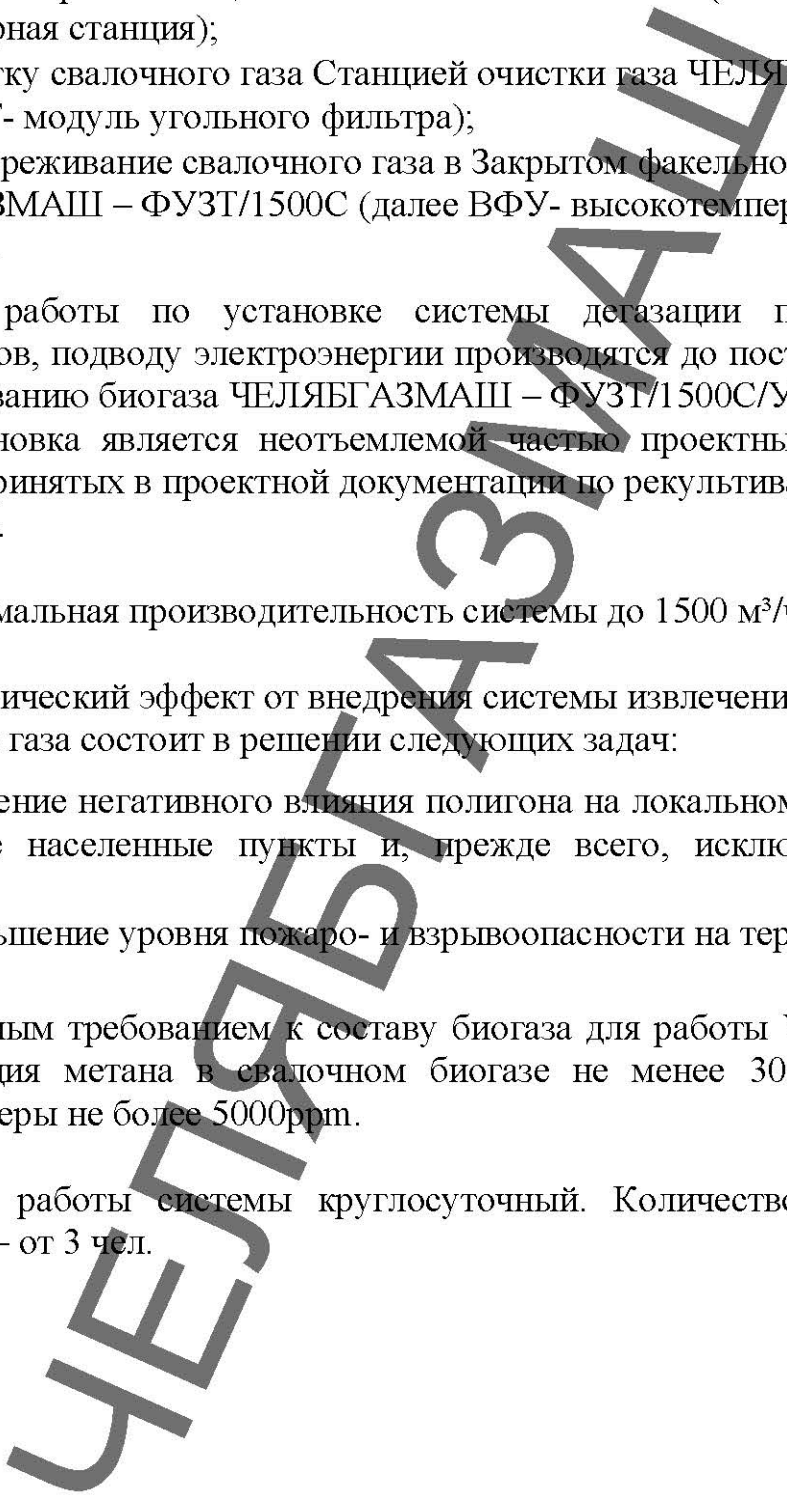 рная станция);
тку свалочного газа Станцией очистки газа ЧЕЛЯ
- модуль угольного фильтра);
реживание свалочного газа в Закрытом факельно
ЗМАШ – ФУЗТ/1500С (далее ВФУ- высокотемпер
работы по установке системы дегазации п
ов, подводу электроэнергии производятся до пост
ванию биогаза ЧЕЛЯБГАЗМАШ – ФУЗТ/1500С/У
новка является неотъемлемой частью проектны
ринятых в проектной документации по рекультива
мальная производительность системы до 1500 м³/ч
ический эффект от внедрения системы извлечени
газа состоит в решении следующих задач:
ение негативного влияния полигона на локальном
е населенные пункты и, прежде всего, исклю
ьшение уровня пожаро- и взрывоопасности на тер
ным требованием к составу биогаза для работы
ция метана в свалочном биогазе не менее 30
еры не более 5000ppm.
работы системы круглосуточный. Количество
– от 3 чел.
ЧЕЛЯБГАЗМАШ